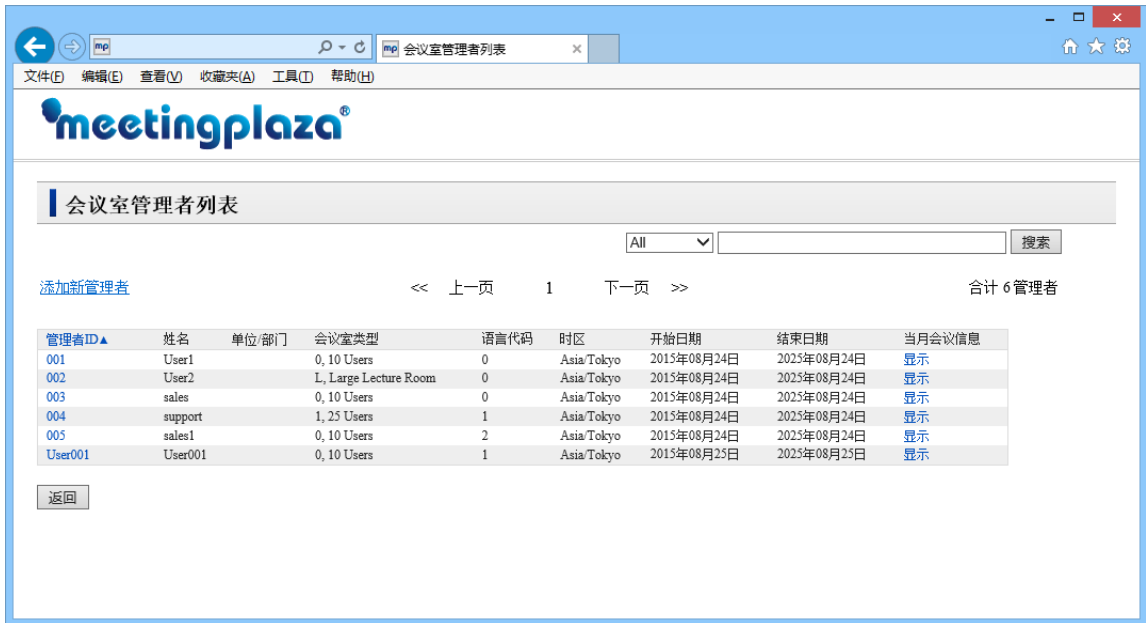 mp
mp 会议室管理者列表
文件(F) 编辑(E) 查看(V) 收藏夹(A) 工具(T) 帮助(H)
meetingplaza®
会议室管理者列表
All 搜索
添加新管理者 << 上一页 1 下一页 >> 合计 6管理者
管理者ID▲ 姓名 单位/部门 会议室类型 语言代码 时区 开始日期 结束日期 当月会议信息
001 User1 0, 10 Users 0 Asia/Tokyo 2015年08月24日 2025年08月24日 显示
002 User2 L, Large Lecture Room 0 Asia/Tokyo 2015年08月24日 2025年08月24日 显示
003 sales 0, 10 Users 0 Asia/Tokyo 2015年08月24日 2025年08月24日 显示
004 support 1, 25 Users 1 Asia/Tokyo 2015年08月24日 2025年08月24日 显示
005 sales1 0, 10 Users 2 Asia/Tokyo 2015年08月24日 2025年08月24日 显示
User001 User001 0, 10 Users 1 Asia/Tokyo 2015年08月25日 2025年08月25日 显示
返回